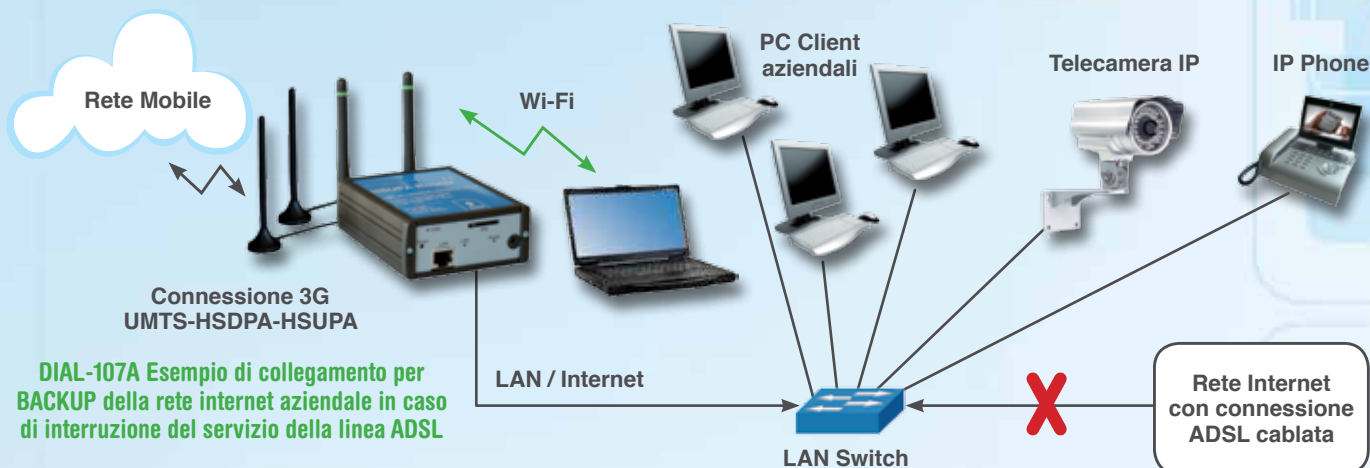 Rete Mobile
Wi-Fi
PC Client
aziendali
Telecamera IP
IP Phone
Connessione 3G
UMTS-HSDPA-HSUPA
DIAL-107A Esempio di collegamento per
BACKUP della rete internet aziendale in caso
di interruzione del servizio della linea ADSL
LAN / Internet
LAN Switch
Rete Internet
con connessione
ADSL cablata